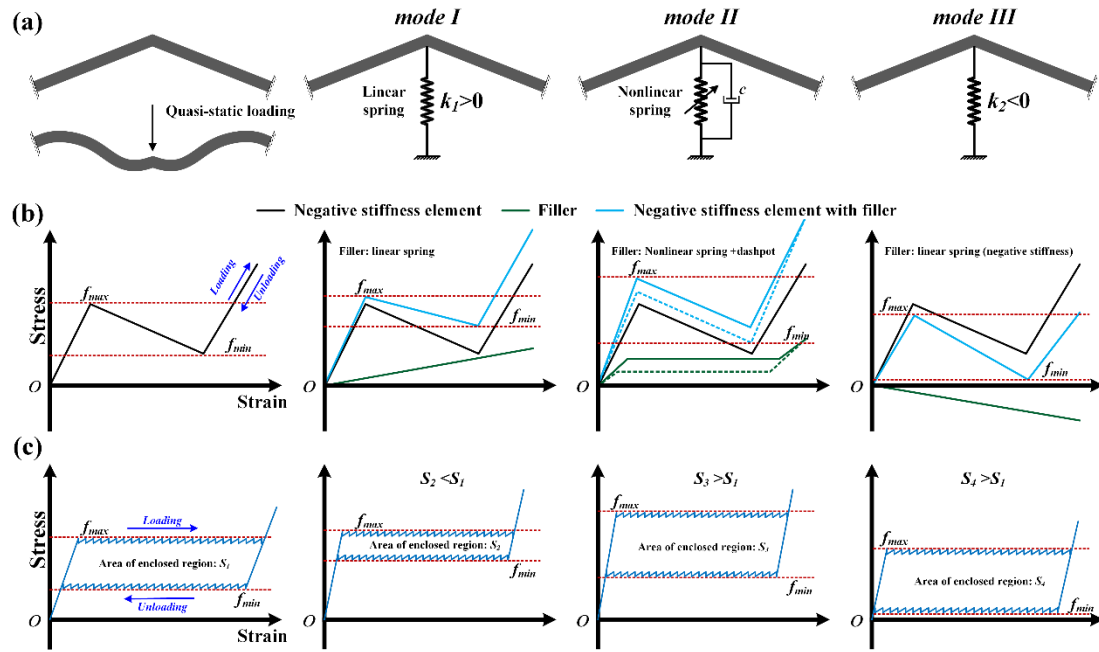 (a)
mode I
mode II
mode III
Quasi-static loading
Linear
spring
k1>0
Nonlinear
spring
c
k2<0
(b)
Negative stiffness element
Filler
Negative stiffness element with filler
Stress
fmax
Loading
Unloading
fmin
O
Strain
Filler: linear spring
fmax
fmin
O
Filler: Nonlinear spring +dashpot
fmax
fmin
O
Filler: linear spring (negative stiffness)
fmax
fmin
O
(c)
Stress
fmax
Loading
Area of enclosed region: S1
Unloading
fmin
O
Strain
S2 <S1
fmax
Area of enclosed region: S2
fmin
O
S3 >S1
fmax
Area of enclosed region: S3
fmin
O
S4 >S1
fmax
Area of enclosed region: S4
fmin
O